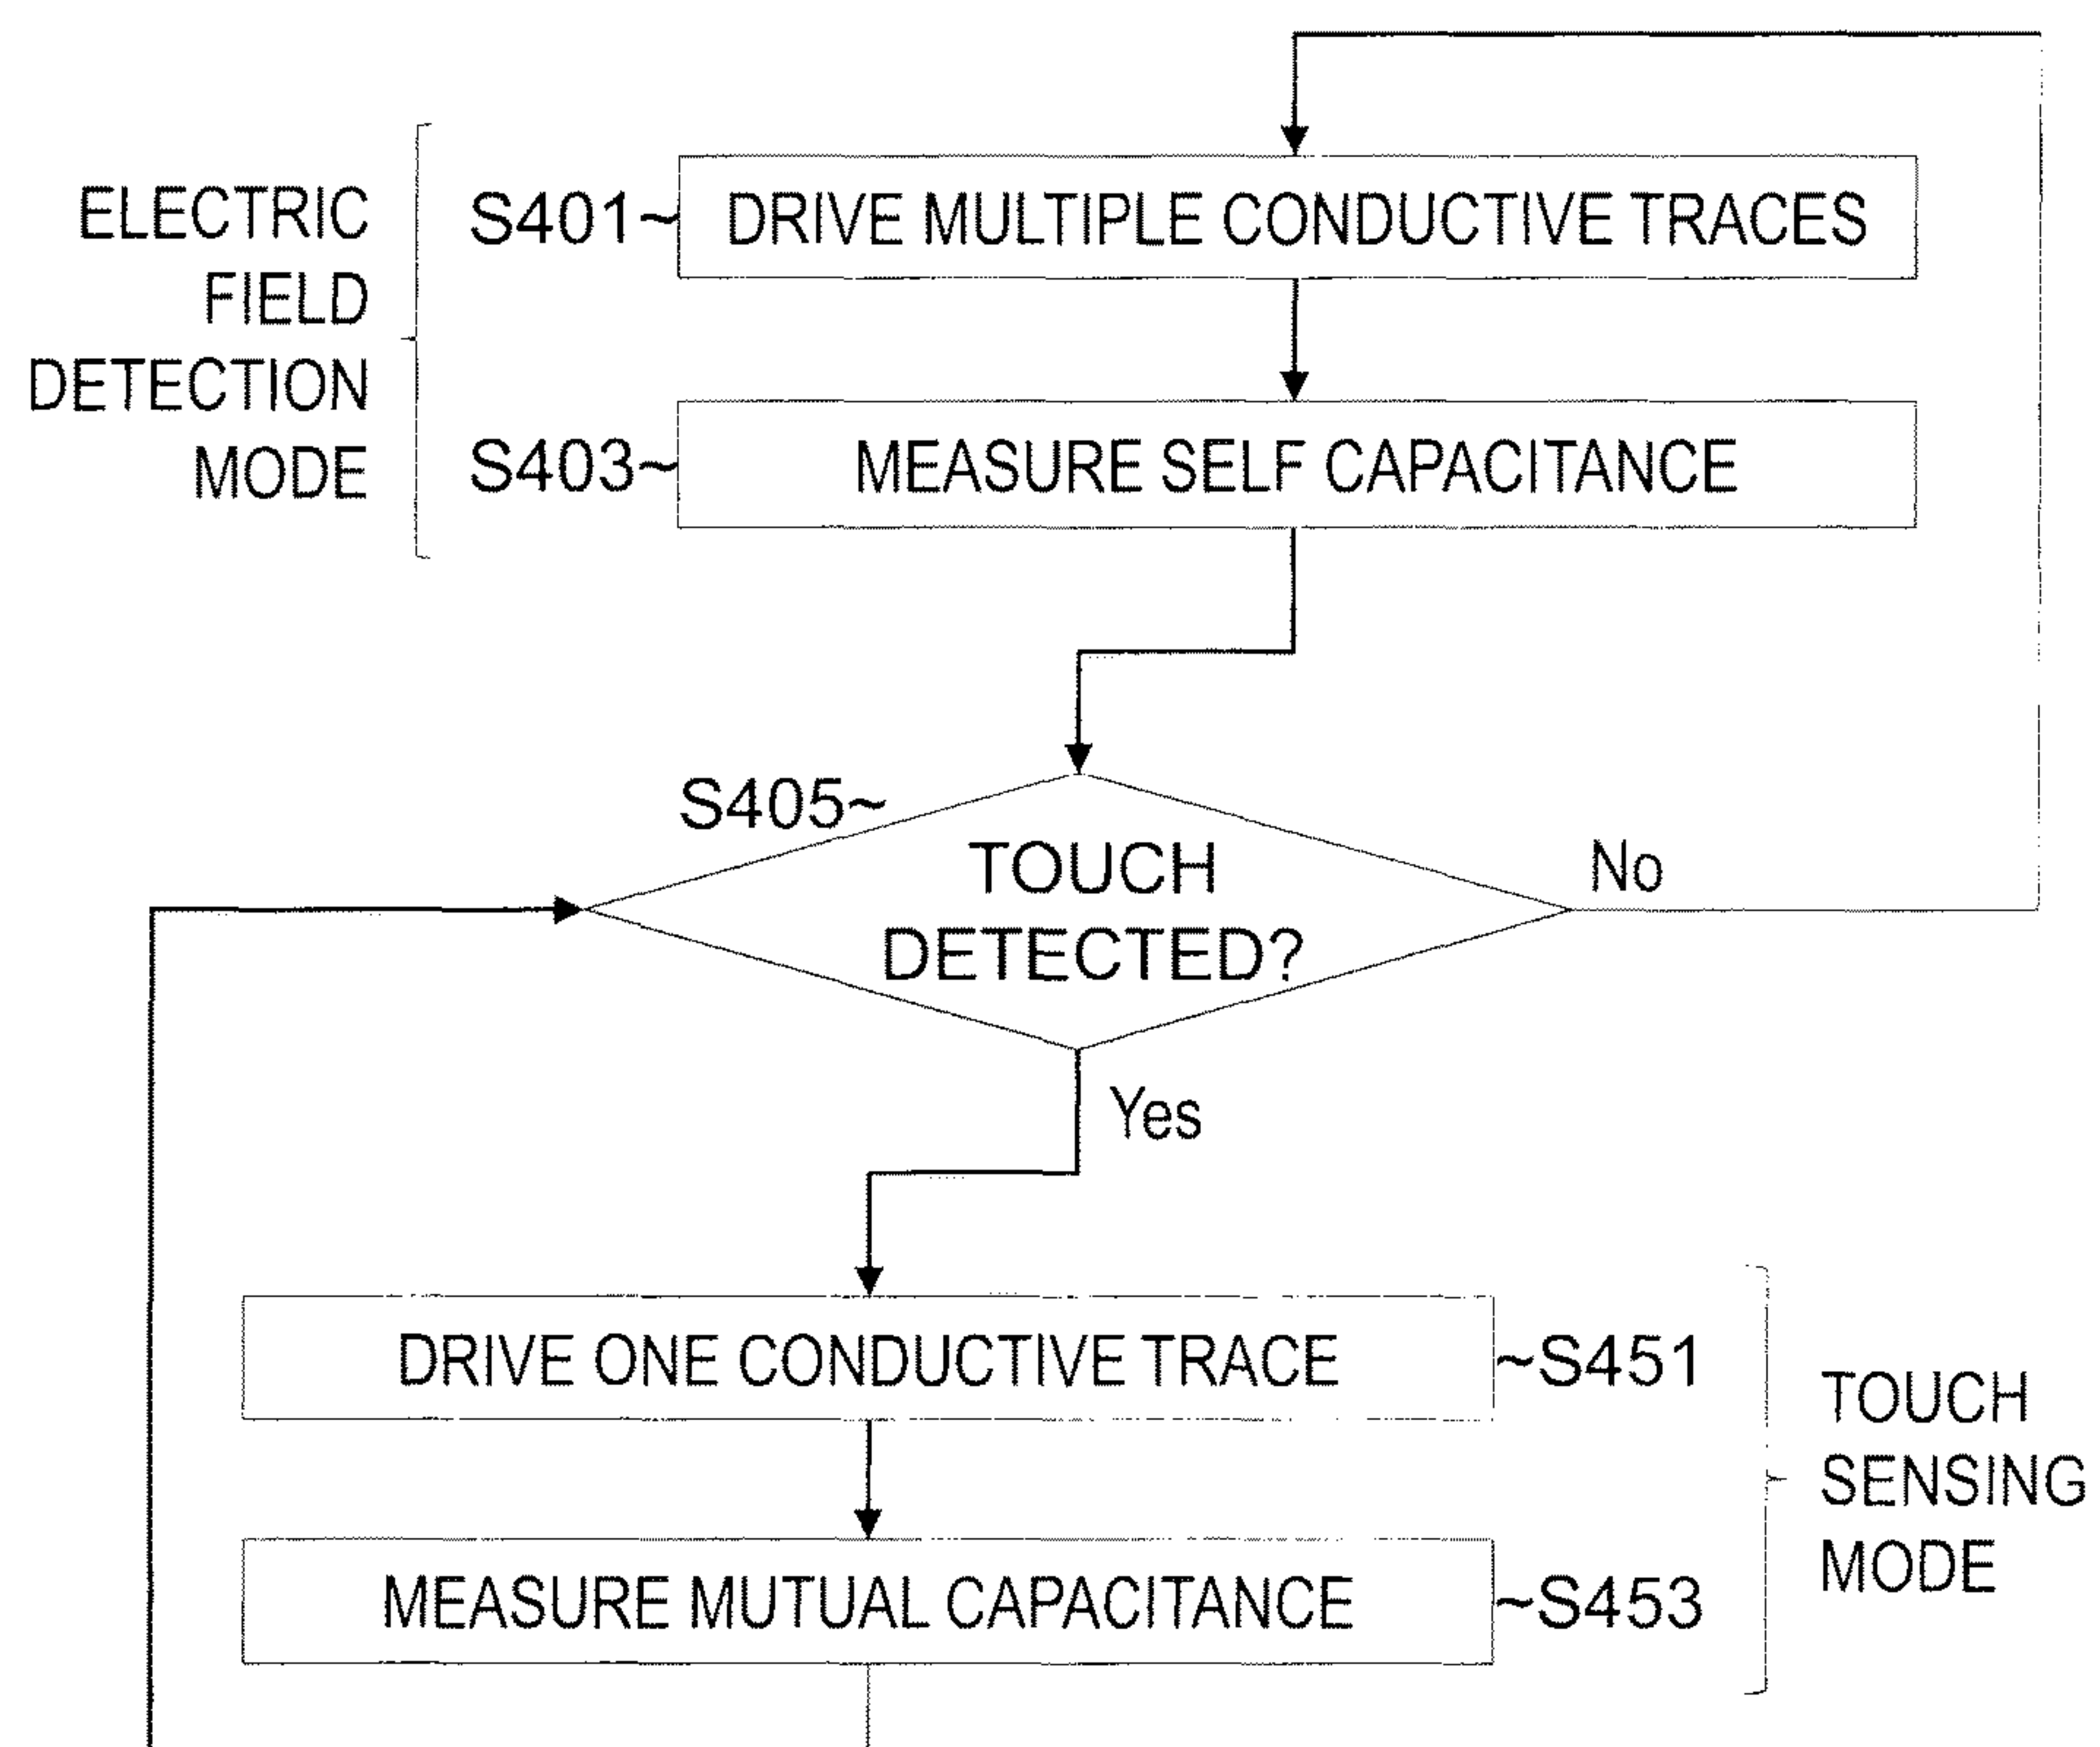 ELECTRIC
FIELD
DETECTION
MODE
S401~
DRIVE MULTIPLE CONDUCTIVE TRACES
S403~
MEASURE SELF CAPACITANCE
S405~
TOUCH
DETECTED?
No
Yes
DRIVE ONE CONDUCTIVE TRACE
~S451
MEASURE MUTUAL CAPACITANCE
~S453
TOUCH
SENSING
MODE